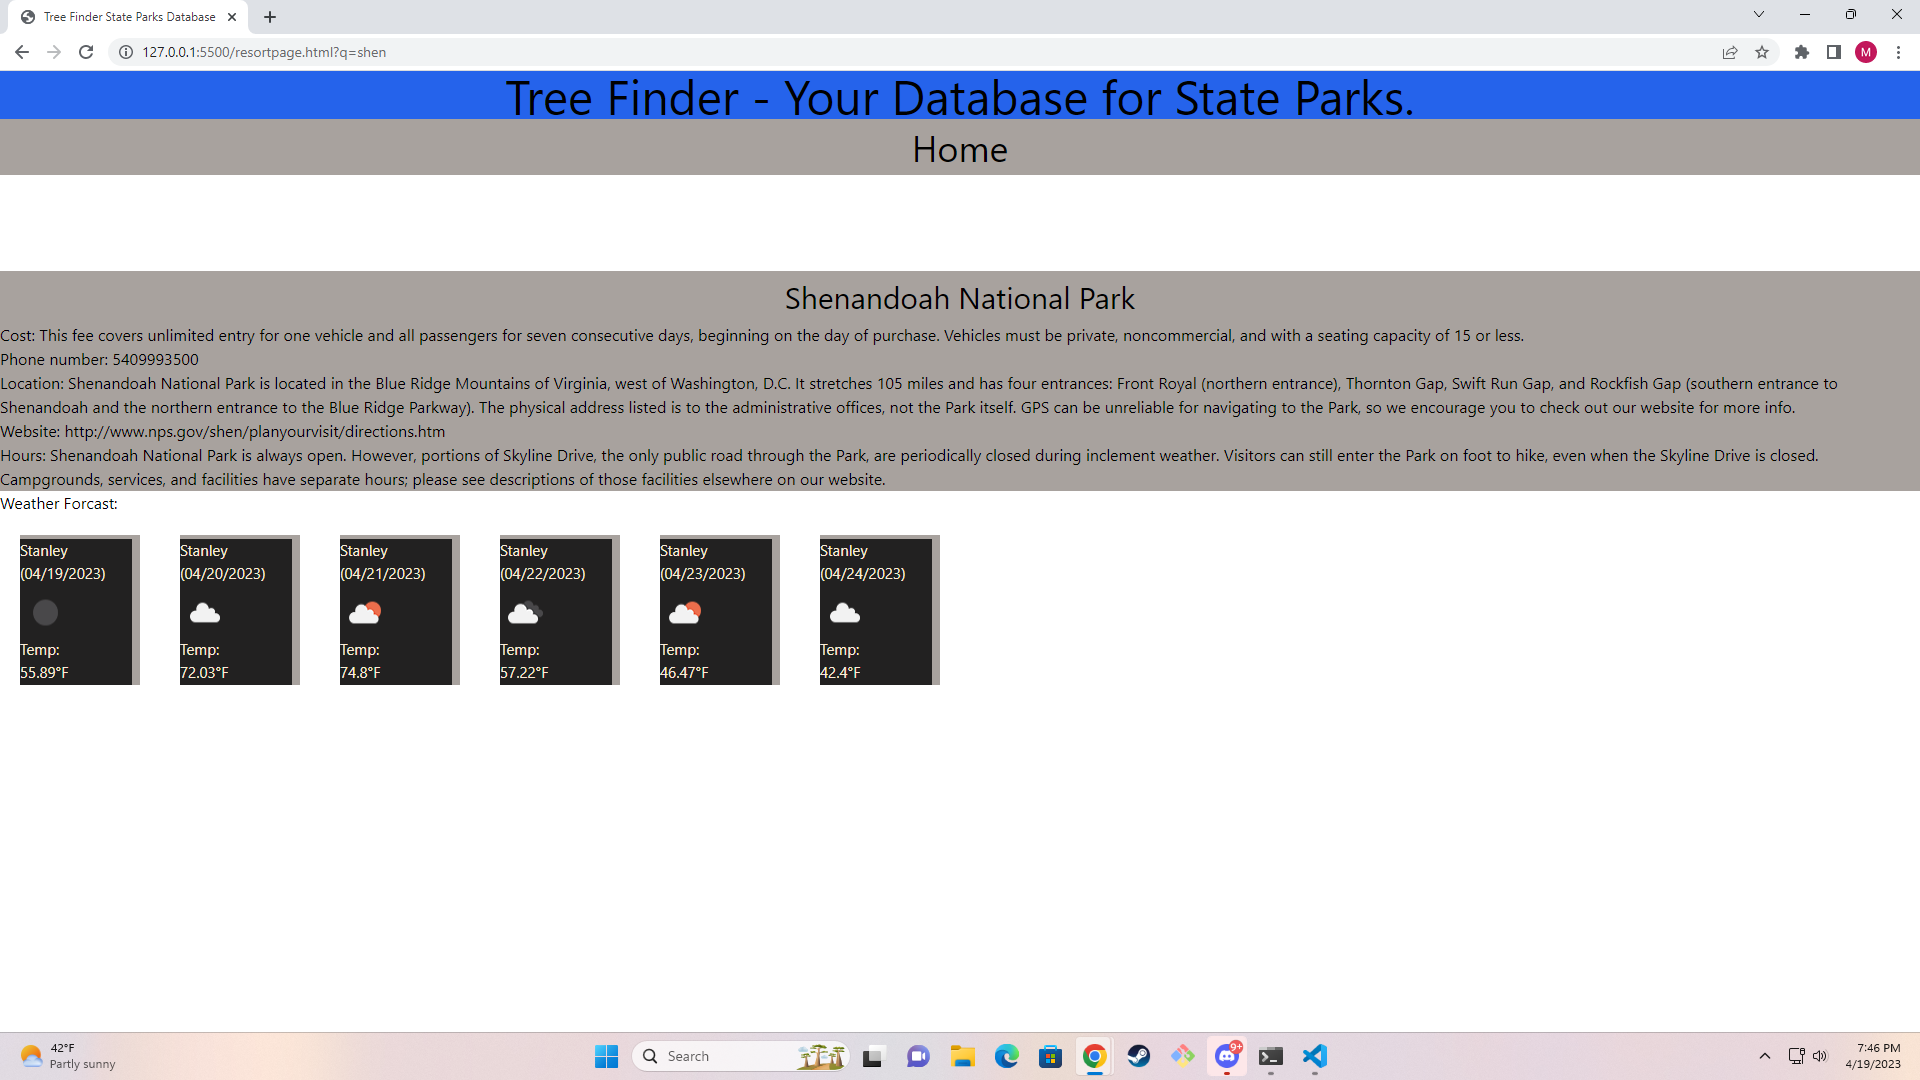 Tree Finder State Parks Database
127.0.0.1:5500/resortpage.html?q=shen
M
Tree Finder - Your Database for State Parks.
Home
Shenandoah National Park
Cost: This fee covers unlimited entry for one vehicle and all passengers for seven consecutive days, beginning on the day of purchase. Vehicles must be private, noncommercial, and with a seating capacity of 15 or less.
Phone number: 5409993500
Location: Shenandoah National Park is located in the Blue Ridge Mountains of Virginia, west of Washington, D.C. It stretches 105 miles and has four entrances: Front Royal (northern entrance), Thornton Gap, Swift Run Gap, and Rockfish Gap (southern entrance to
Shenandoah and the northern entrance to the Blue Ridge Parkway). The physical address listed is to the administrative offices, not the Park itself. GPS can be unreliable for navigating to the Park, so we encourage you to check out our website for more info.
Website: http://www.nps.gov/shen/planyourvisit/directions.htm
Hours: Shenandoah National Park is always open. However, portions of Skyline Drive, the only public road through the Park, are periodically closed during inclement weather. Visitors can still enter the Park on foot to hike, even when the Skyline Drive is closed.
Campgrounds, services, and facilities have separate hours; please see descriptions of those facilities elsewhere on our website.
Weather Forcast:
Stanley
(04/19/2023)
Temp:
55.89°F
Stanley
(04/20/2023)
Temp:
72.03°F
Stanley
(04/21/2023)
Temp:
74.8°F
Stanley
(04/22/2023)
Temp:
57.22°F
Stanley
(04/23/2023)
Temp:
46.47°F
Stanley
(04/24/2023)
Temp:
42.4°F
42°F
Partly sunny
Search
9+
7:46 PM
4/19/2023